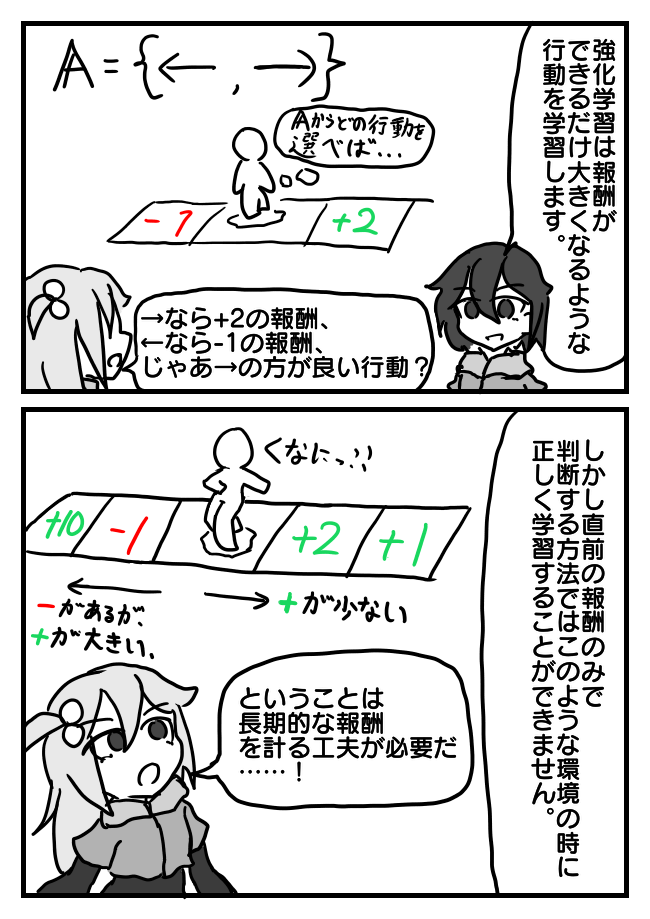 強化学習は報酬が
できるだけ大きくなるような
行動を学習します。
𝔸={←,→}
𝔸からどの行動を
選べば...
-1
+2
→なら+2の報酬、
←なら-1の報酬、
じゃあ→の方が良い行動?
しかし直前の報酬のみで
判断する方法ではこのような環境の時に
正しく学習することができません。
くなにっ!?
+10
-1
+2
+1
←
→
-があるが、
+が大きい、
+が少ない
ということは
長期的な報酬
を計る工夫が必要だ
……!